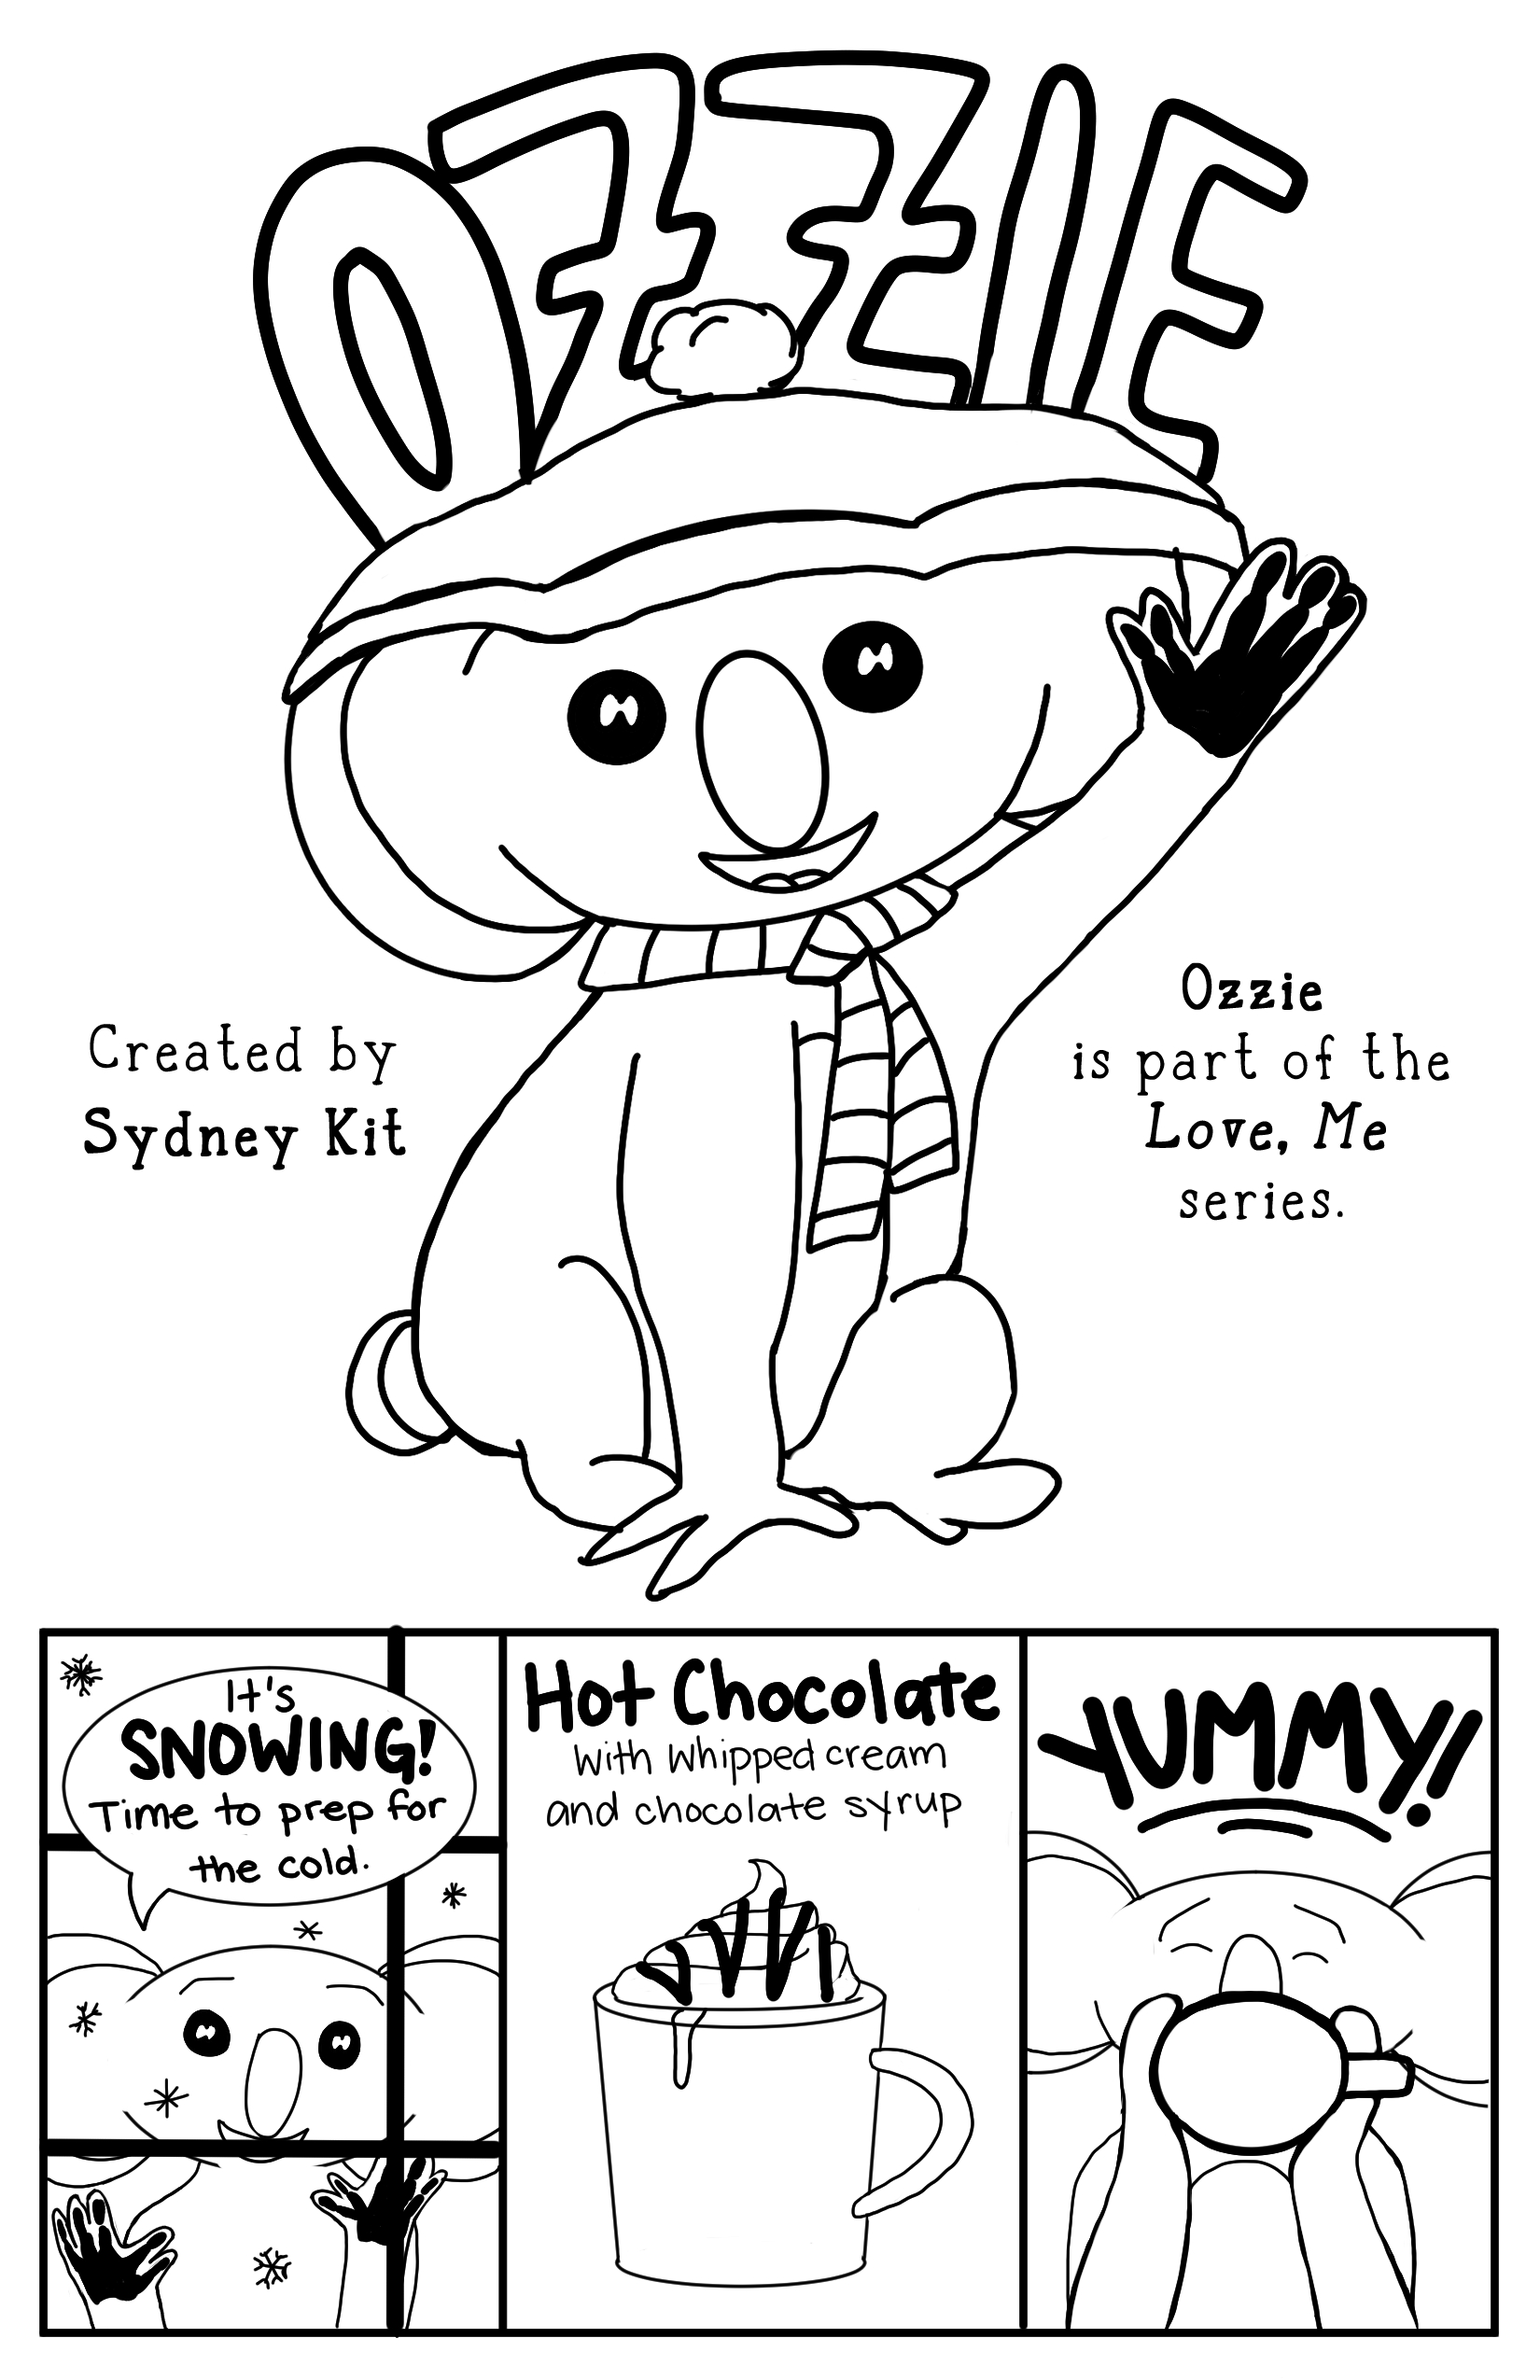 OZZIE
Created by
Sydney Kit
Ozzie
is part of the
Love, Me
series.
It's
SNOWING!
Time to prep for
the cold.
Hot Chocolate
with whipped cream
and chocolate syrup
YUMMY!!